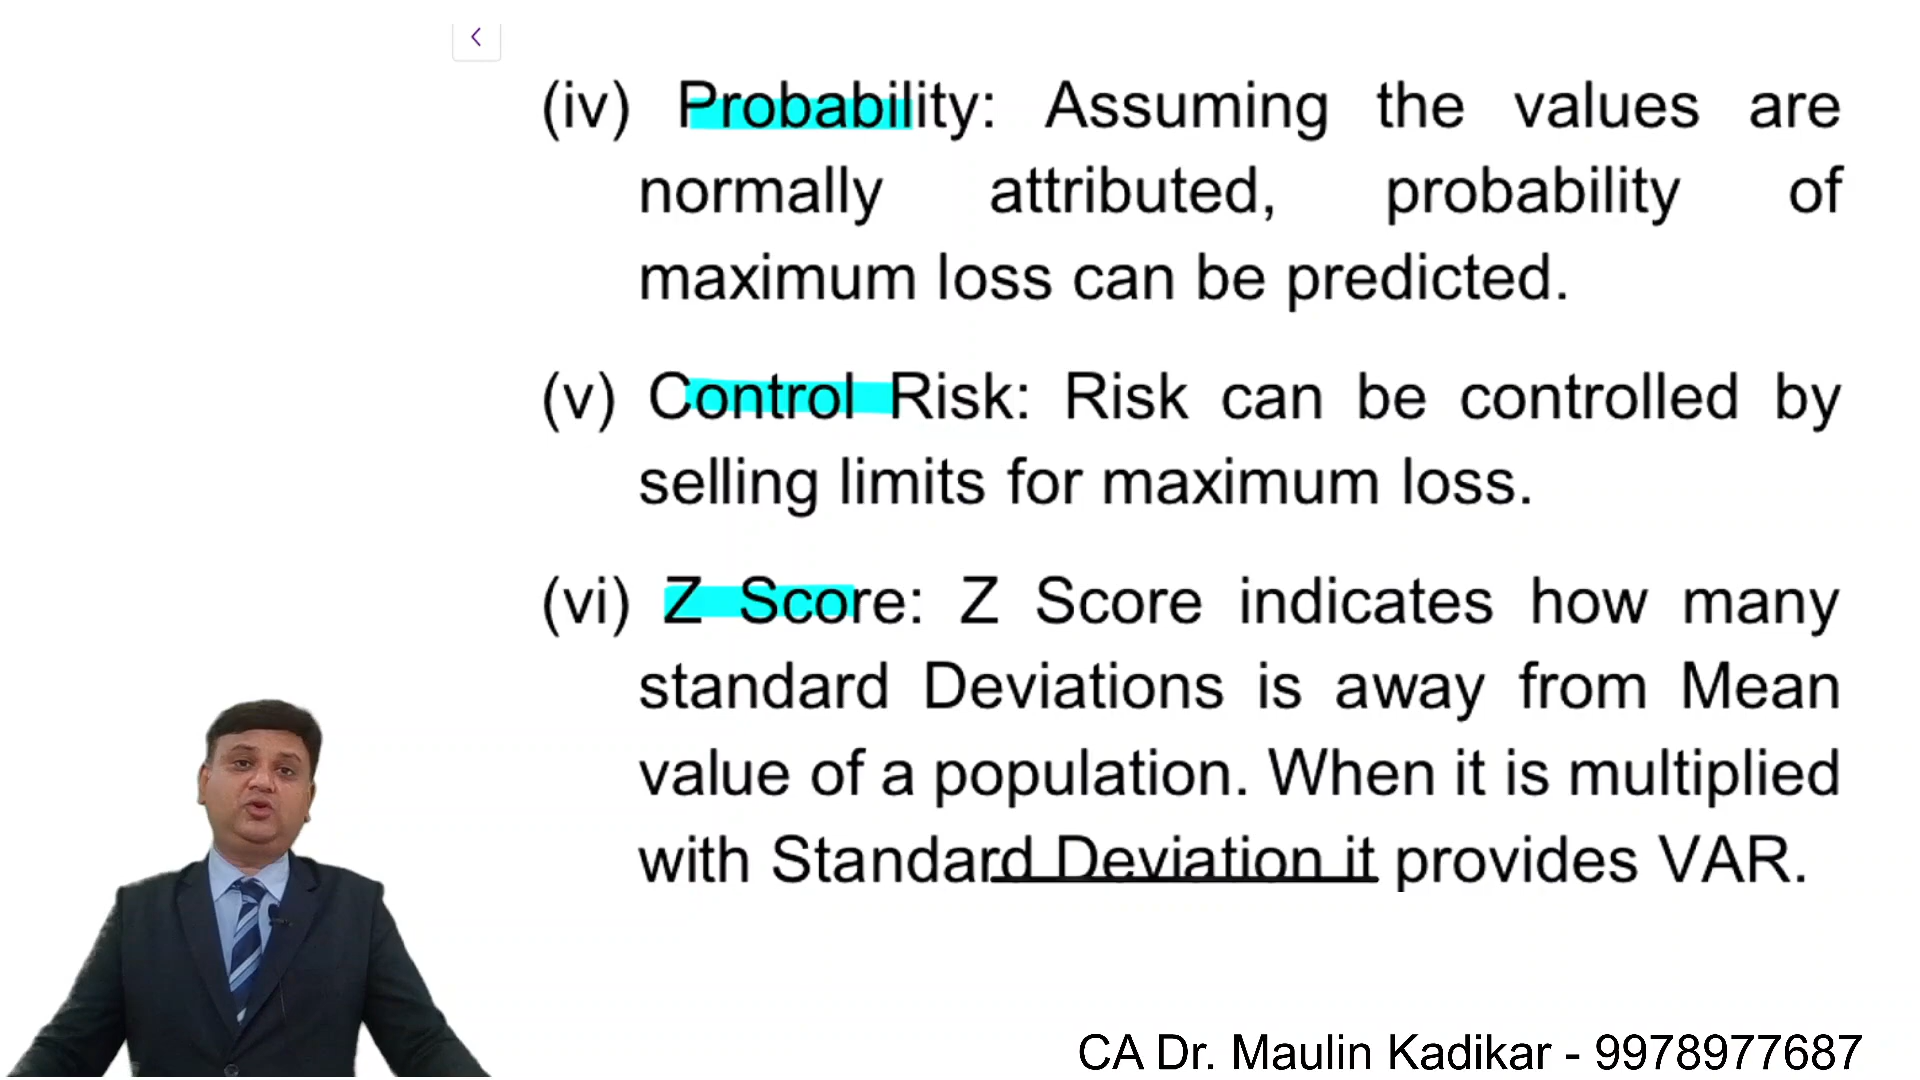 (iv) Probability: Assuming the values are
normally attributed, probability of
maximum loss can be predicted.
(v) Control Risk: Risk can be controlled by
selling limits for maximum loss.
(vi) Z Score: Z Score indicates how many
standard Deviations is away from Mean
value of a population. When it is multiplied
with Standard Deviation it provides VAR.
CA Dr. Maulin Kadikar - 9978977687